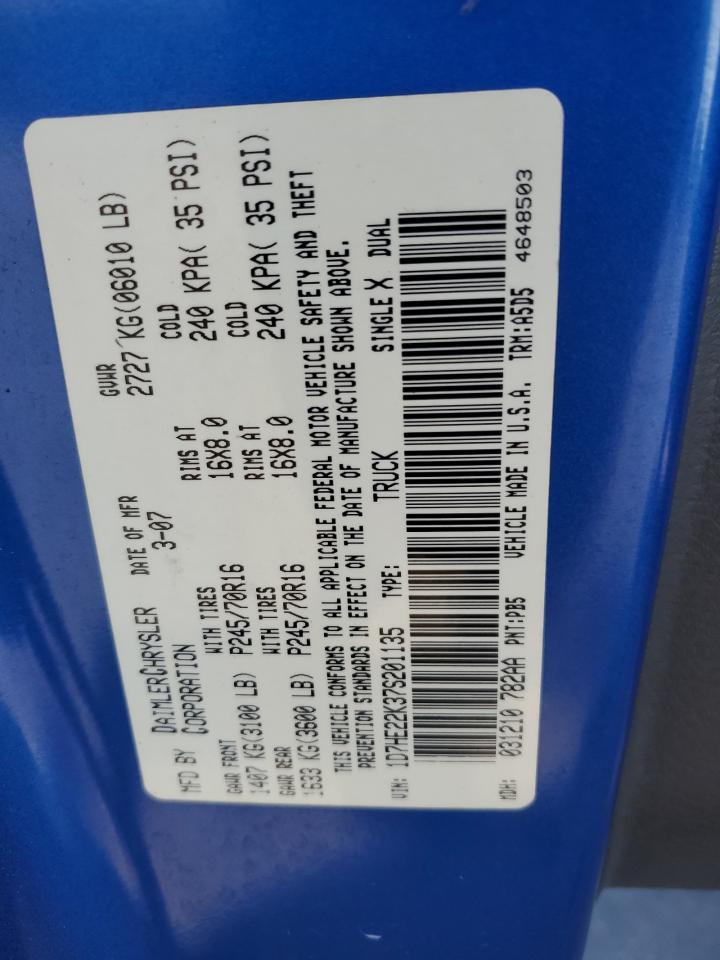 MFD BY DAIMLERCHRYSLER CORPORATION DATE OF MFR 3-07 GVWR 2727 KG(06010 LB)
GAWR FRONT WITH TIRES RIMS AT COLD
1407 KG(3100 LB) P245/70R16 16X8.0 240 KPA( 35 PSI)
GAWR REAR WITH TIRES RIMS AT COLD
1633 KG(3600 LB) P245/70R16 16X8.0 240 KPA( 35 PSI)
THIS VEHICLE CONFORMS TO ALL APPLICABLE FEDERAL MOTOR VEHICLE SAFETY AND THEFT
PREVENTION STANDARDS IN EFFECT ON THE DATE OF MANUFACTURE SHOWN ABOVE.
VIN: 1D7HE22K37S201135 TYPE: TRUCK SINGLE X DUAL
MDH: 031210 782AA PNT:PB5 VEHICLE MADE IN U.S.A. TRM:A5D5 4648503